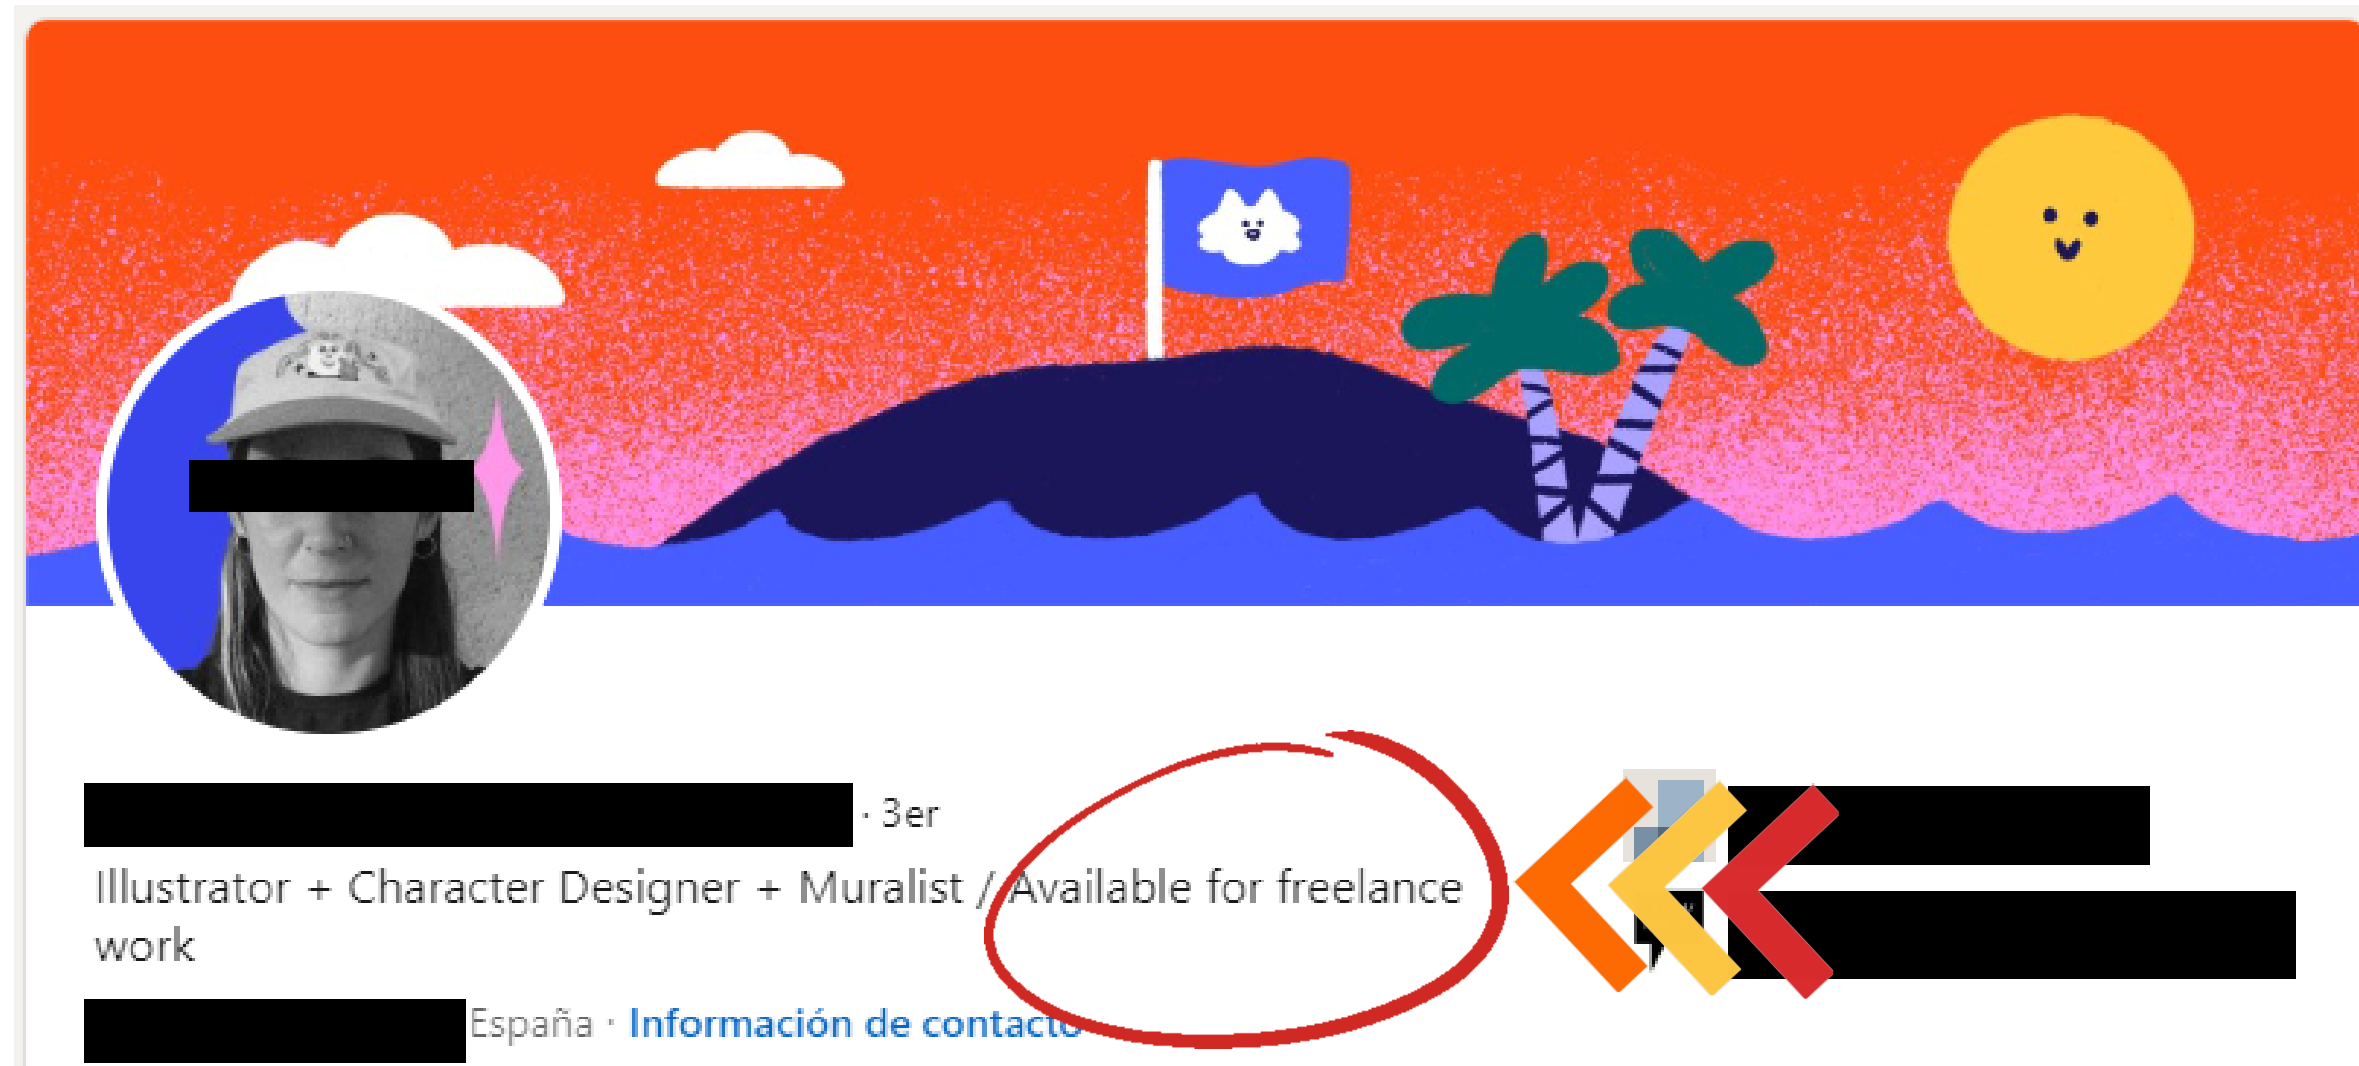 · 3er
Illustrator + Character Designer + Muralist / Available for freelance
work
España · Información de contacto